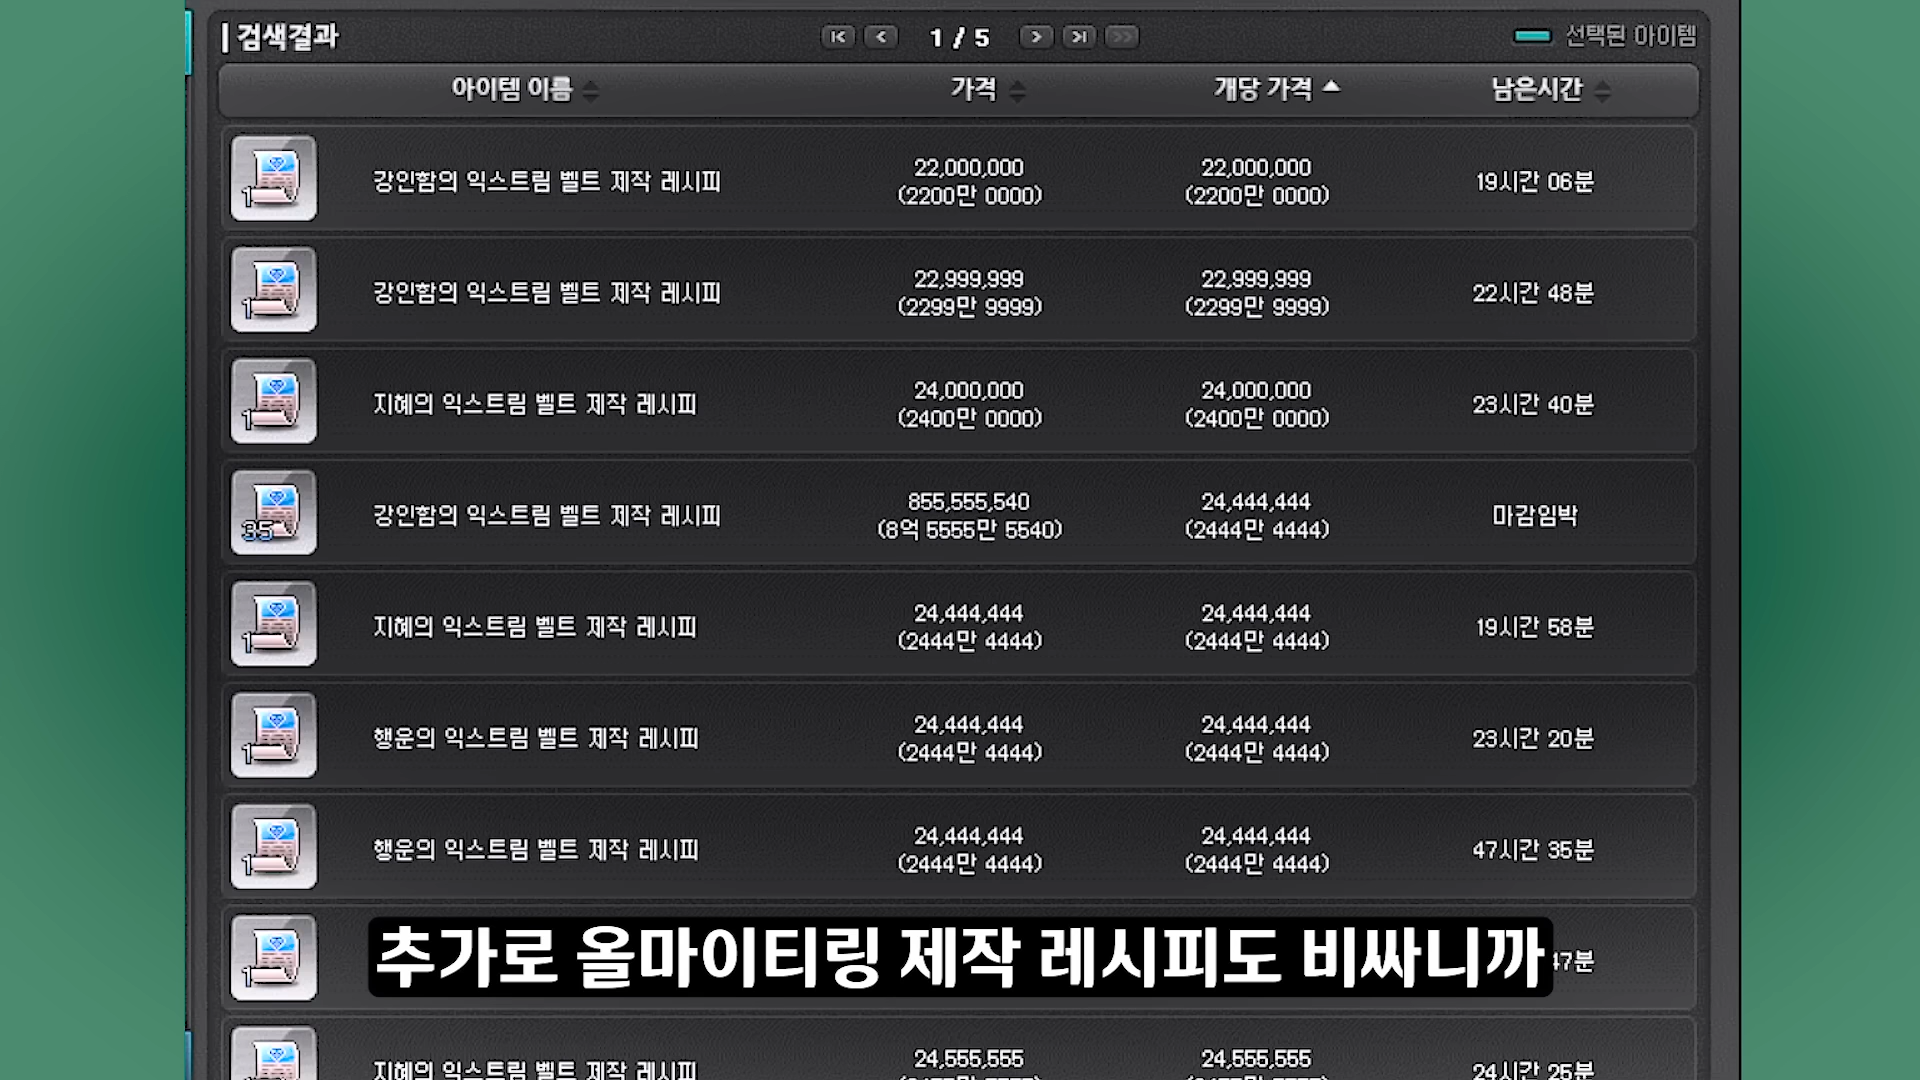 검색결과
1 / 5
선택된 아이템
아이템 이름 가격 개당 가격 남은시간
1 강인함의 익스트림 벨트 제작 레시피 22,000,000 (2200만 0000) 22,000,000 (2200만 0000) 19시간 06분
1 강인함의 익스트림 벨트 제작 레시피 22,999,999 (2299만 9999) 22,999,999 (2299만 9999) 22시간 48분
1 지혜의 익스트림 벨트 제작 레시피 24,000,000 (2400만 0000) 24,000,000 (2400만 0000) 23시간 40분
35 강인함의 익스트림 벨트 제작 레시피 855,555,540 (8억 5555만 5540) 24,444,444 (2444만 4444) 마감임박
1 지혜의 익스트림 벨트 제작 레시피 24,444,444 (2444만 4444) 24,444,444 (2444만 4444) 19시간 58분
1 행운의 익스트림 벨트 제작 레시피 24,444,444 (2444만 4444) 24,444,444 (2444만 4444) 23시간 20분
1 행운의 익스트림 벨트 제작 레시피 24,444,444 (2444만 4444) 24,444,444 (2444만 4444) 47시간 35분
1 47분
추가로 올마이티링 제작 레시피도 비싸니까
지혜의 익스트림 벨트 제작 레시피 24,555,555 24,555,555 24시간 25분